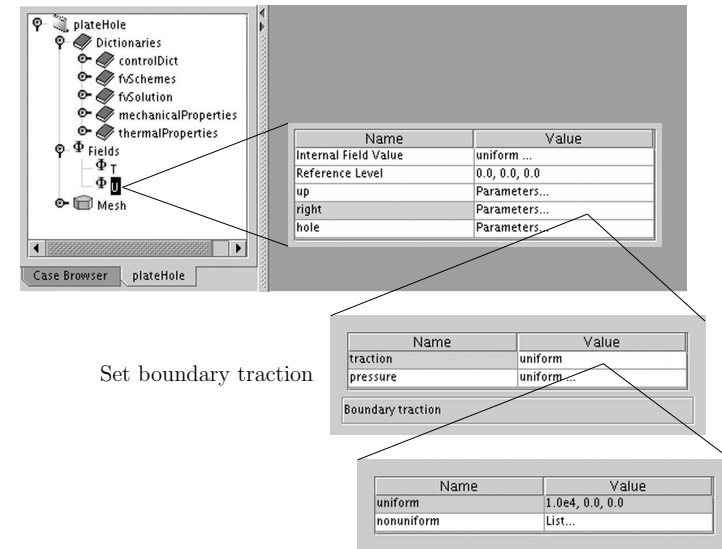 plateHole
Dictionaries
controlDict
fvSchemes
fvSolution
mechanicalProperties
thermalProperties
Φ Fields
Φ T
Φ U
Mesh
Case Browser plateHole
Name Value
Internal Field Value uniform ...
Reference Level 0.0, 0.0, 0.0
up Parameters...
right Parameters...
hole Parameters...
Set boundary traction
Name Value
traction uniform
pressure uniform ...
Boundary traction
Name Value
uniform 1.0e4, 0.0, 0.0
nonuniform List...